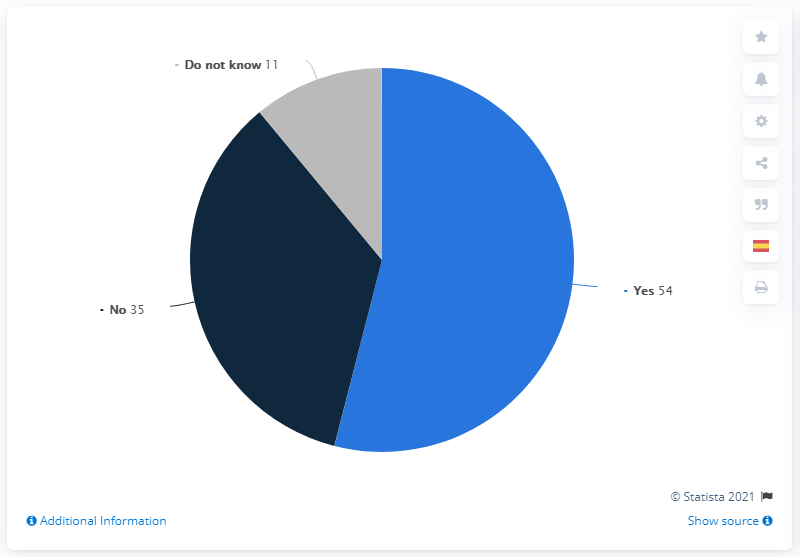 Do not know 11
Yes 54
No 35
© Statista 2021
Additional Information
Show source